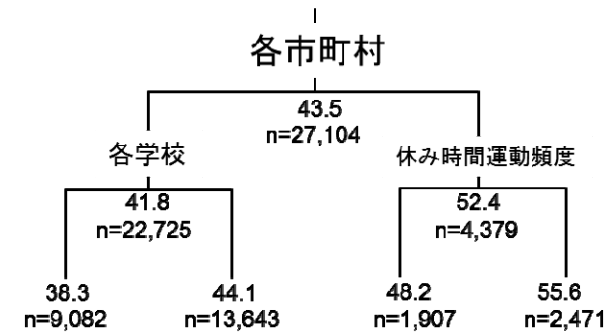 各市町村
43.5
n=27,104
各学校
休み時間運動頻度
41.8
n=22,725
52.4
n=4,379
38.3
n=9,082
44.1
n=13,643
48.2
n=1,907
55.6
n=2,471